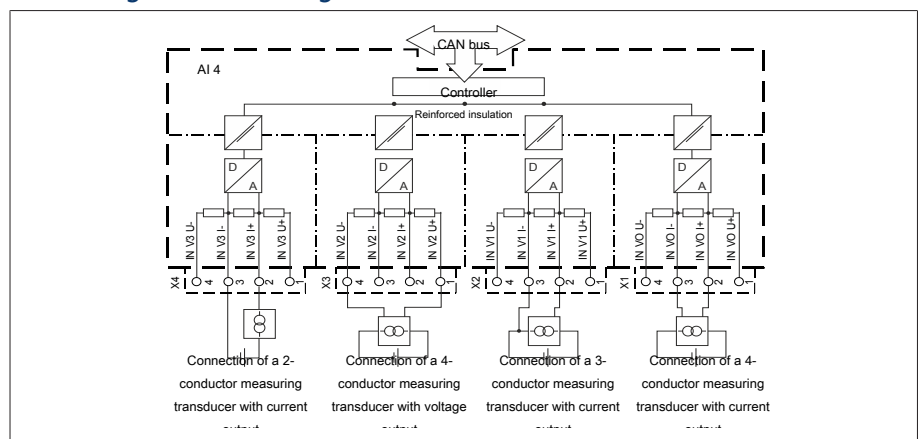 CAN bus
AI 4
Controller
Reinforced insulation
D
A
D
A
D
A
D
A
IN V3 U-
IN V3 I-
IN V3 I+
IN V3 U+
IN V2 U-
IN V2 I-
IN V2 I+
IN V2 U+
IN V1 U-
IN V1 I-
IN V1 I+
IN V1 U+
IN VO U-
IN VO I-
IN VO I+
IN VO U+
X4
4
3
2
1
X3
4
3
2
1
X2
4
3
2
1
X1
4
3
2
1
Connection of a 2-
conductor measuring
transducer with current
output
Connection of a 4-
conductor measuring
transducer with voltage
output
Connection of a 3-
conductor measuring
transducer with current
output
Connection of a 4-
conductor measuring
transducer with current
output